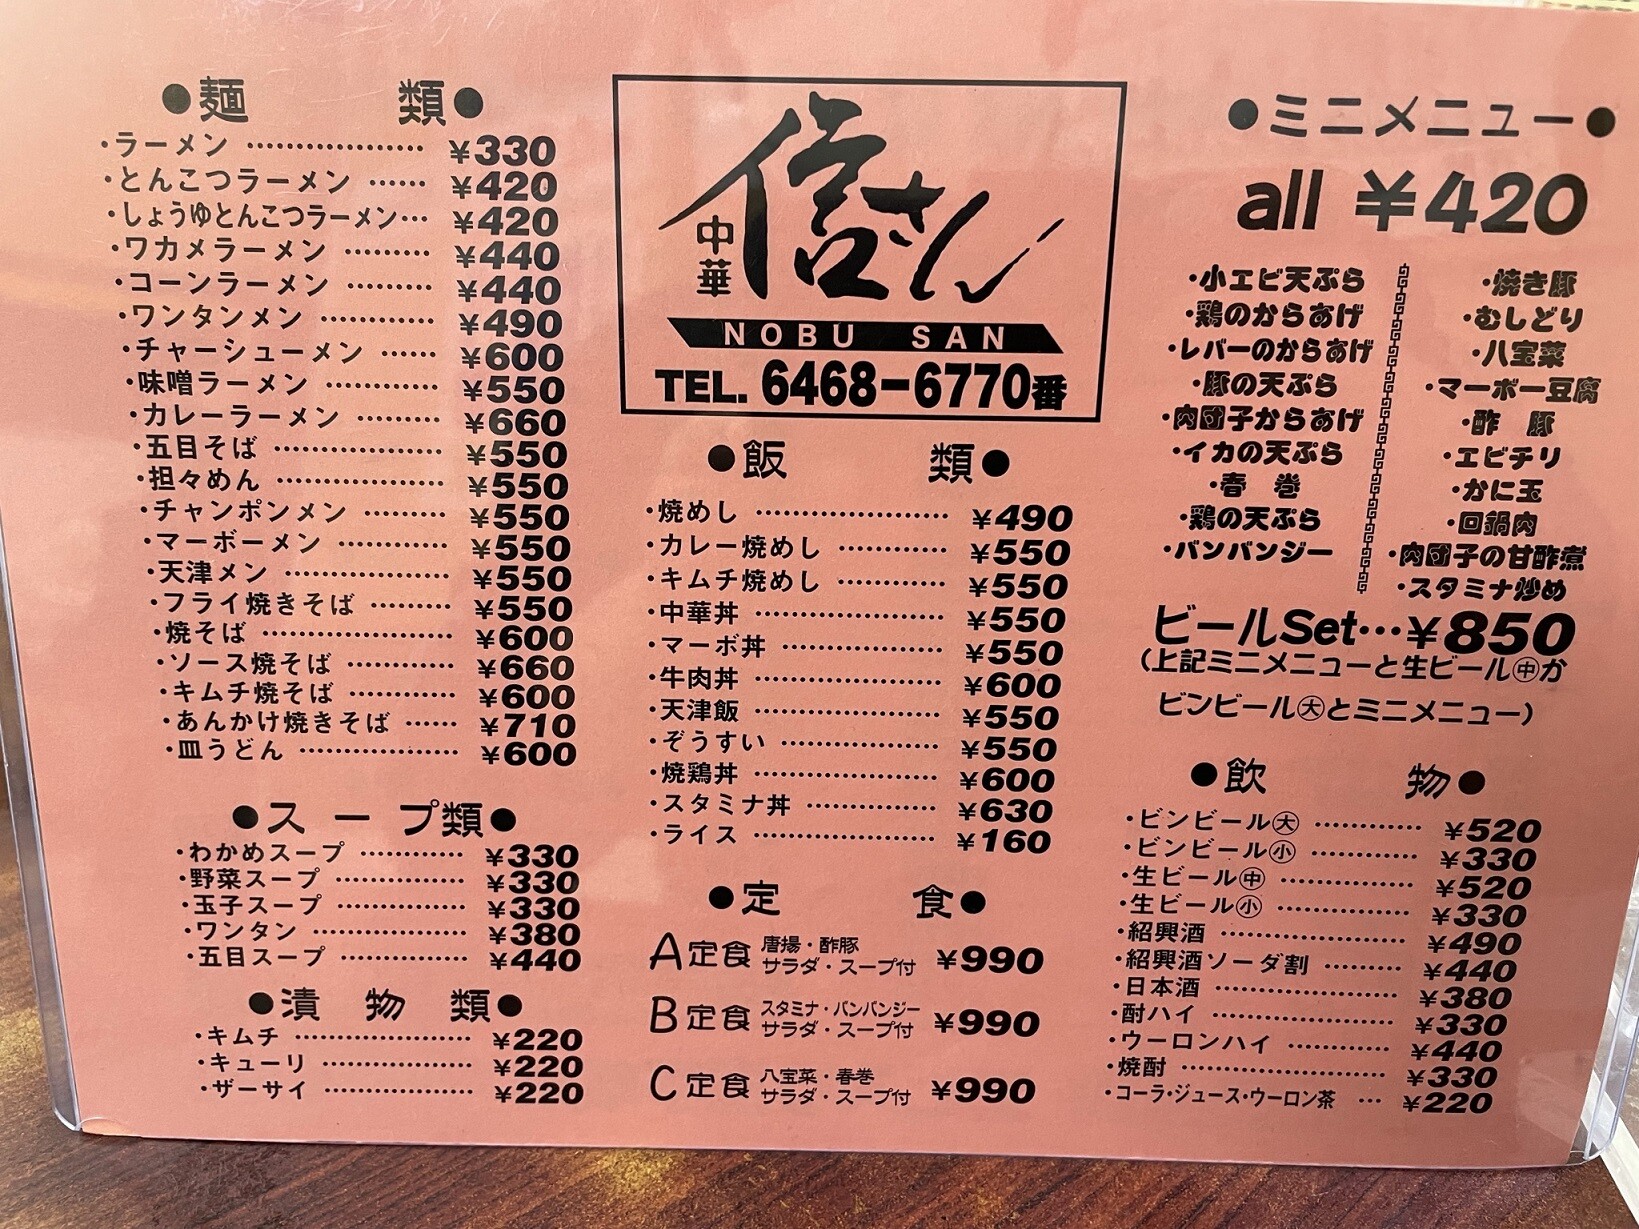 ●麺 類●
・ラーメン ……………… ¥330
・とんこつラーメン …… ¥420
・しょうゆとんこつラーメン… ¥420
・ワカメラーメン ……… ¥440
・コーンラーメン ……… ¥440
・ワンタンメン ………… ¥490
・チャーシューメン …… ¥600
・味噌ラーメン ………… ¥550
・カレーラーメン ……… ¥660
・五目そば ……………… ¥550
・担々めん ……………… ¥550
・チャンポンメン ……… ¥550
・マーボーメン ………… ¥550
・天津メン ……………… ¥550
・フライ焼きそば ……… ¥550
・焼そば ………………… ¥600
・ソース焼そば ………… ¥660
・キムチ焼そば ………… ¥600
・あんかけ焼きそば …… ¥710
・皿うどん ……………… ¥600
●スープ類●
・わかめスープ ………… ¥330
・野菜スープ …………… ¥330
・玉子スープ …………… ¥330
・ワンタン ……………… ¥380
・五目スープ …………… ¥440
●漬物類●
・キムチ ………………… ¥220
・キューリ ……………… ¥220
・ザーサイ ……………… ¥220
中華 信さん
NOBU SAN
TEL. 6468-6770番
●飯 類●
・焼めし ………………… ¥490
・カレー焼めし ………… ¥550
・キムチ焼めし ………… ¥550
・中華丼 ………………… ¥550
・マーボ丼 ……………… ¥550
・牛肉丼 ………………… ¥600
・天津飯 ………………… ¥550
・ぞうすい ……………… ¥550
・焼鶏丼 ………………… ¥600
・スタミナ丼 …………… ¥630
・ライス ………………… ¥160
●定 食●
A定食 唐揚・酢豚
サラダ・スープ付 ¥990
B定食 スタミナ・バンバンジー
サラダ・スープ付 ¥990
C定食 八宝菜・春巻
サラダ・スープ付 ¥990
●ミニメニュー●
all ¥420
・小エビ天ぷら
・鶏のからあげ
・レバーのからあげ
・豚の天ぷら
・肉団子からあげ
・イカの天ぷら
・春 巻
・鶏の天ぷら
・バンバンジー
・焼き豚
・むしどり
・八宝菜
・マーボー豆腐
・酢 豚
・エビチリ
・かに玉
・回鍋肉
・肉団子の甘酢煮
・スタミナ炒め
ビールSet…¥850
(上記ミニメニューと生ビール㊥か
ビンビール㊛とミニメニュー)
●飲 物●
・ビンビール大 ………… ¥520
・ビンビール小 ………… ¥330
・生ビール㊥ …………… ¥520
・生ビール小 …………… ¥330
・紹興酒 ………………… ¥490
・紹興酒ソーダ割 ……… ¥440
・日本酒 ………………… ¥380
・酎ハイ ………………… ¥330
・ウーロンハイ ………… ¥440
・焼酎 …………………… ¥330
・コーラ・ジュース・ウーロン茶 … ¥220